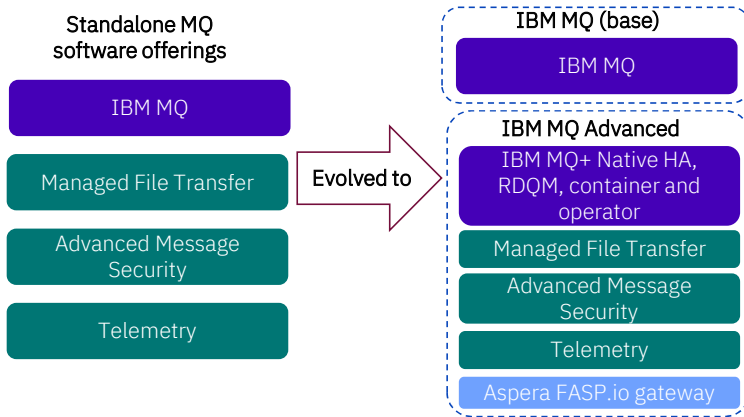 Standalone MQ
software offerings
IBM MQ
Managed File Transfer
Advanced Message
Security
Telemetry
Evolved to
IBM MQ (base)
IBM MQ
IBM MQ Advanced
IBM MQ+ Native HA,
RDQM, container and
operator
Managed File Transfer
Advanced Message
Security
Telemetry
Aspera FASP.io gateway